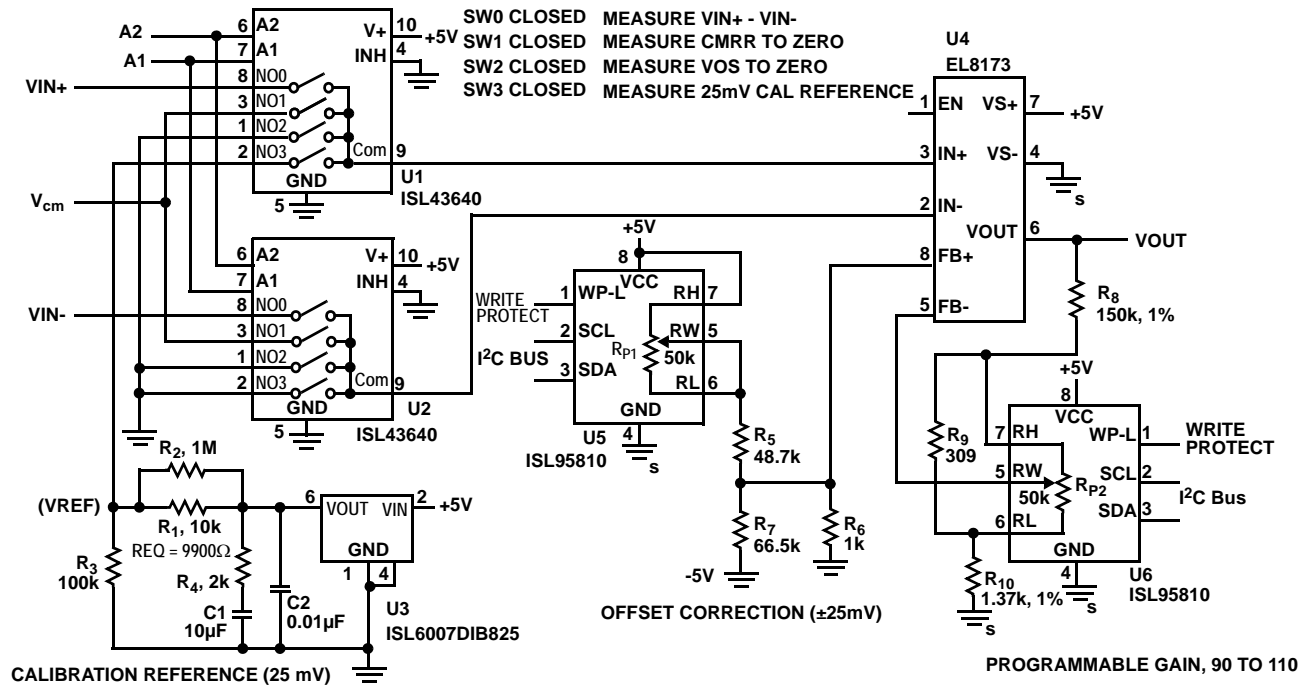 SW0 CLOSED MEASURE VIN+ - VIN-
SW1 CLOSED MEASURE CMRR TO ZERO
SW2 CLOSED MEASURE VOS TO ZERO
SW3 CLOSED MEASURE 25mV CAL REFERENCE
A2
A1
VIN+
Vcm
VIN-
6 A2
7 A1
8 NO0
3 NO1
1 NO2
2 NO3
V+ 10 +5V
INH 4
Com 9
GND
5
U1
ISL43640
6 A2
7 A1
8 NO0
3 NO1
1 NO2
2 NO3
V+ 10 +5V
INH 4
Com 9
GND
5
U2
ISL43640
U4
EL8173
1 EN
VS+ 7 +5V
3 IN+
VS- 4
S
2 IN-
VOUT 6
VOUT
8 FB+
5 FB-
R8
150k, 1%
+5V
8
VCC
1 WP-L
WRITE
PROTECT
2 SCL
I2C BUS
3 SDA
RH 7
RW 5
RP1
50k
RL 6
GND
4
S
U5
ISL95810
R5
48.7k
R7
66.5k
R6
1k
-5V
OFFSET CORRECTION (±25mV)
+5V
8
VCC
7 RH
WP-L 1
WRITE
PROTECT
R9
309
5 RW
50k
RP2
SCL 2
I2C Bus
SDA 3
6 RL
GND
4
S
U6
ISL95810
R10
1.37k, 1%
S
PROGRAMMABLE GAIN, 90 TO 110
R2, 1M
(VREF)
R1, 10k
REQ = 9900Ω
R3
100k
R4, 2k
C1
10µF
C2
0.01µF
6 VOUT VIN 2 +5V
GND
1 4
U3
ISL6007DIB825
CALIBRATION REFERENCE (25 mV)